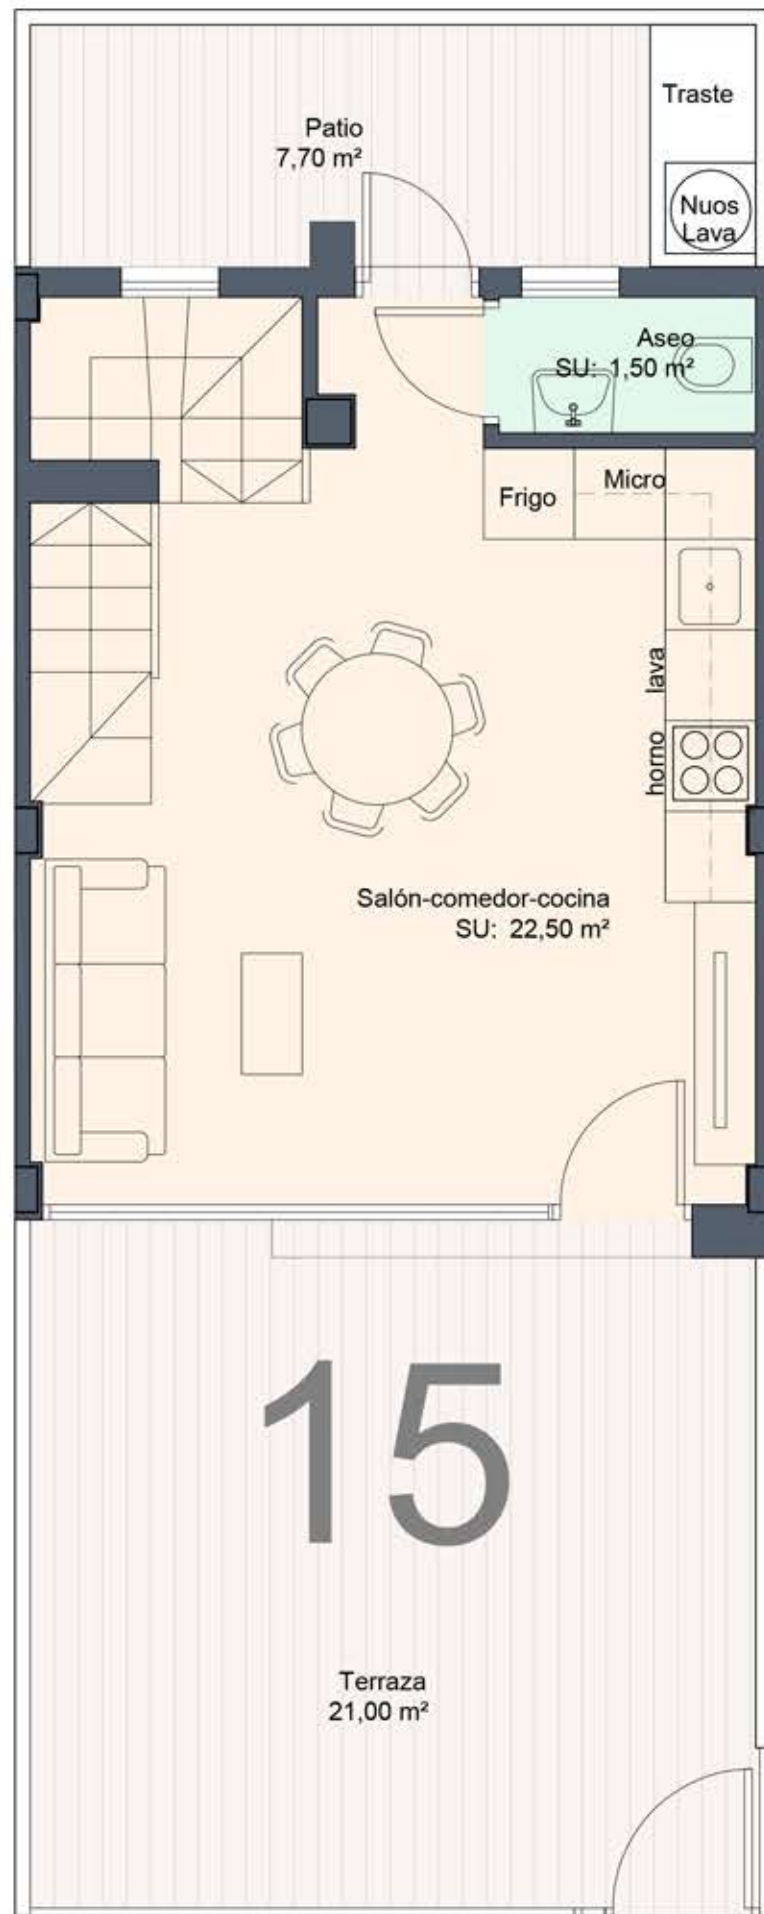 Traste
Patio
7,70 m²
Nuos
Lava
Aseo
SU: 1,50 m²
Micro
Frigo
lava
horno
Salón-comedor-cocina
SU: 22,50 m²
15
Terraza
21,00 m²